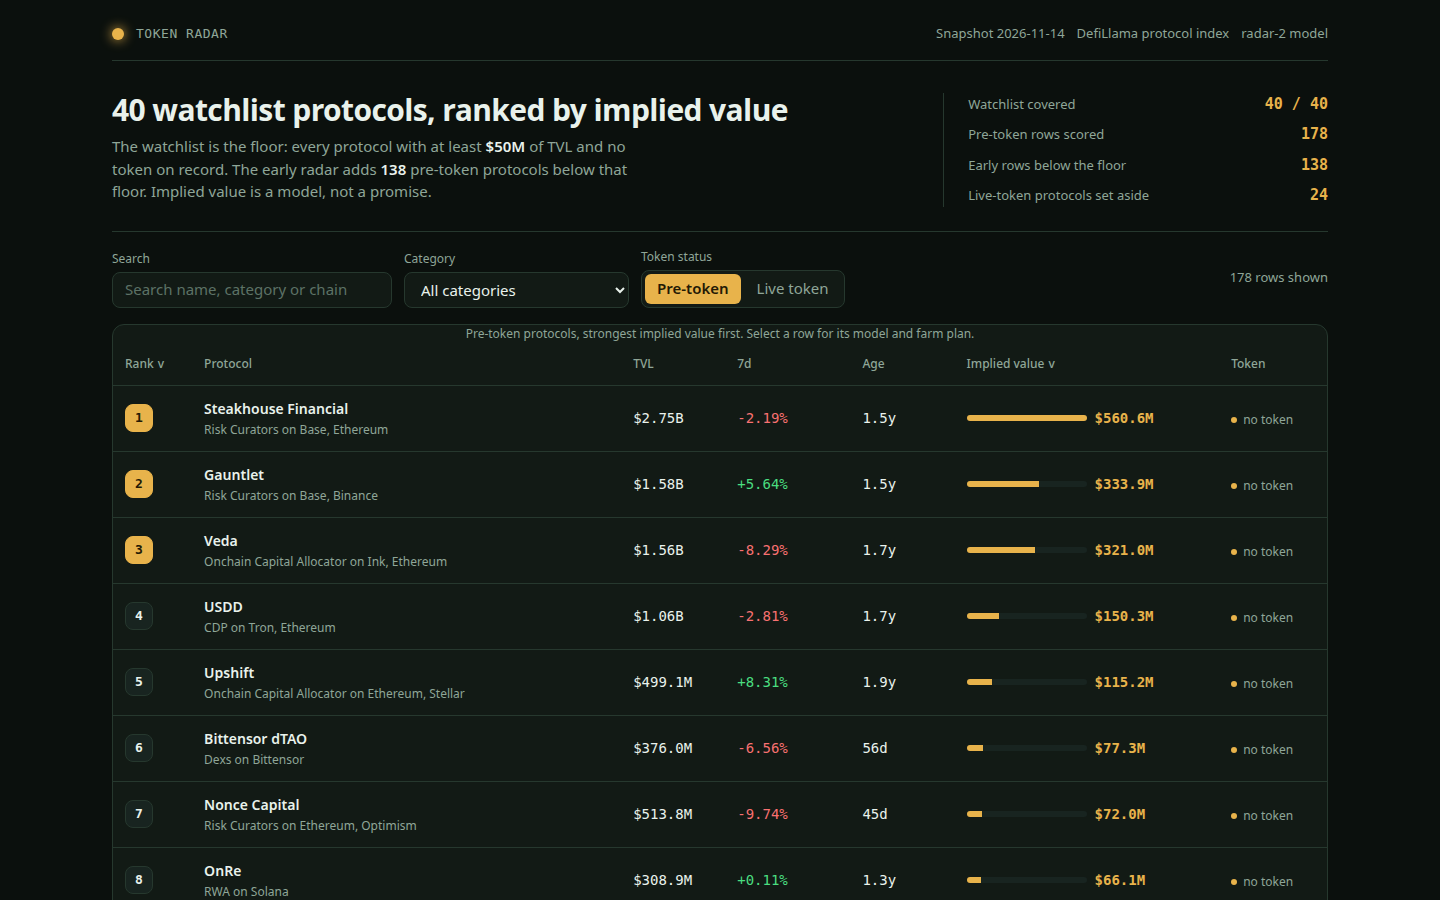 TOKEN RADAR
Snapshot 2026-11-14 DefiLlama protocol index radar-2 model
40 watchlist protocols, ranked by implied value
The watchlist is the floor: every protocol with at least $50M of TVL and no
token on record. The early radar adds 138 pre-token protocols below that
floor. Implied value is a model, not a promise.
Watchlist covered 40 / 40
Pre-token rows scored 178
Early rows below the floor 138
Live-token protocols set aside 24
Search
Category
Token status
Search name, category or chain
All categories
Pre-token
Live token
178 rows shown
Pre-token protocols, strongest implied value first. Select a row for its model and farm plan.
Rank v Protocol TVL 7d Age Implied value v Token
1 Steakhouse Financial $2.75B -2.19% 1.5y $560.6M no token
Risk Curators on Base, Ethereum
2 Gauntlet $1.58B +5.64% 1.5y $333.9M no token
Risk Curators on Base, Binance
3 Veda $1.56B -8.29% 1.7y $321.0M no token
Onchain Capital Allocator on Ink, Ethereum
4 USDD $1.06B -2.81% 1.7y $150.3M no token
CDP on Tron, Ethereum
5 Upshift $499.1M +8.31% 1.9y $115.2M no token
Onchain Capital Allocator on Ethereum, Stellar
6 Bittensor dTAO $376.0M -6.56% 56d $77.3M no token
Dexs on Bittensor
7 Nonce Capital $513.8M -9.74% 45d $72.0M no token
Risk Curators on Ethereum, Optimism
8 OnRe $308.9M +0.11% 1.3y $66.1M no token
RWA on Solana